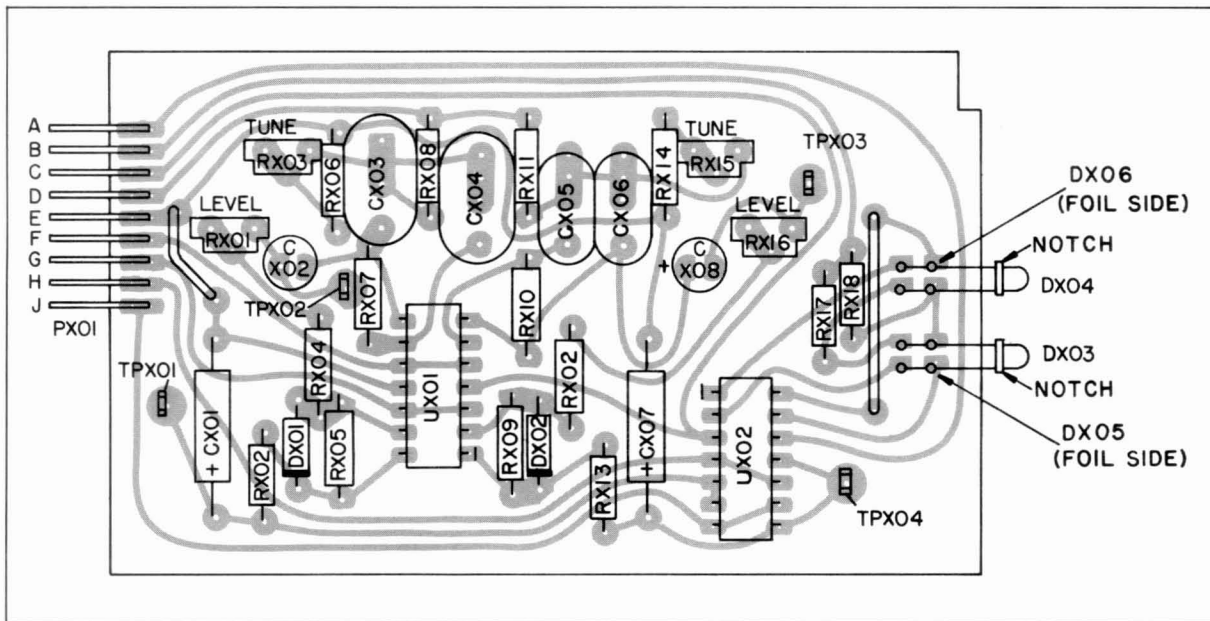 A
B
C
D
E
F
G
H
J
PX01
TUNE
RX03
RX06
CX03
RX08
CX04
RX11
CX05
CX06
RX14
TUNE
RX15
TPX03
LEVEL
RX01
C
X02
TPX02
RX07
RX10
+ C
X08
LEVEL
RX16
RX17
RX18
DX06
(FOIL SIDE)
NOTCH
DX04
DX03
NOTCH
DX05
(FOIL SIDE)
TPX01
+ CX01
RX02
DX01
RX04
RX05
UX01
RX09
DX02
RX02
RX13
+CX07
UX02
TPX04